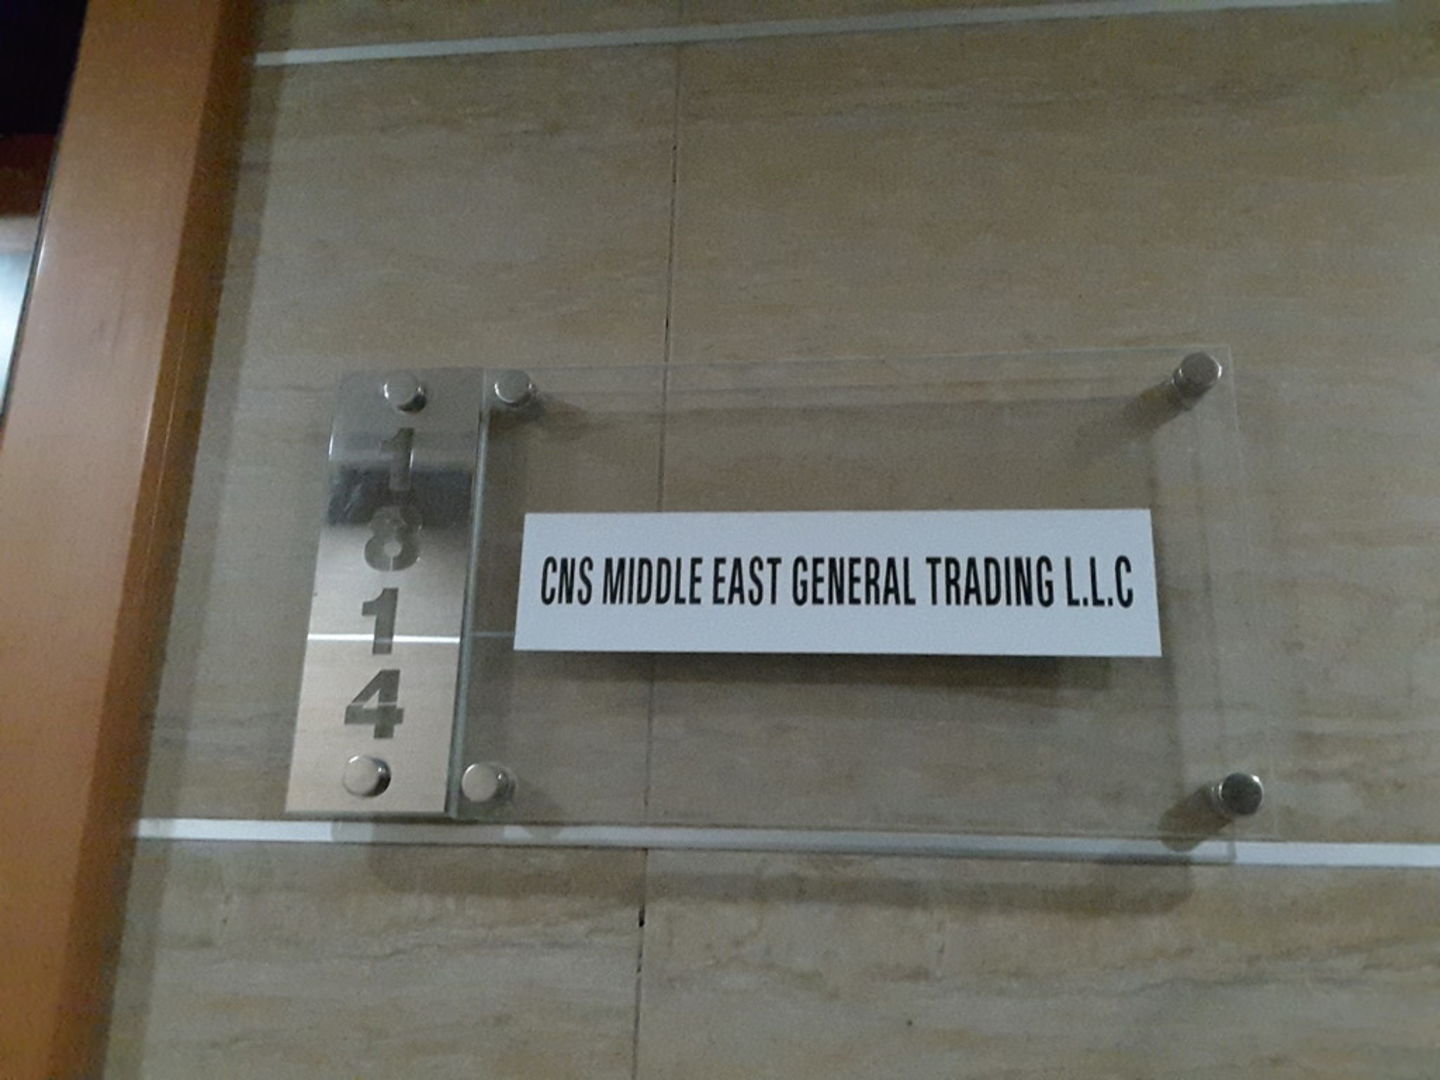 1
8
1
4
CNS MIDDLE EAST GENERAL TRADING L.L.C